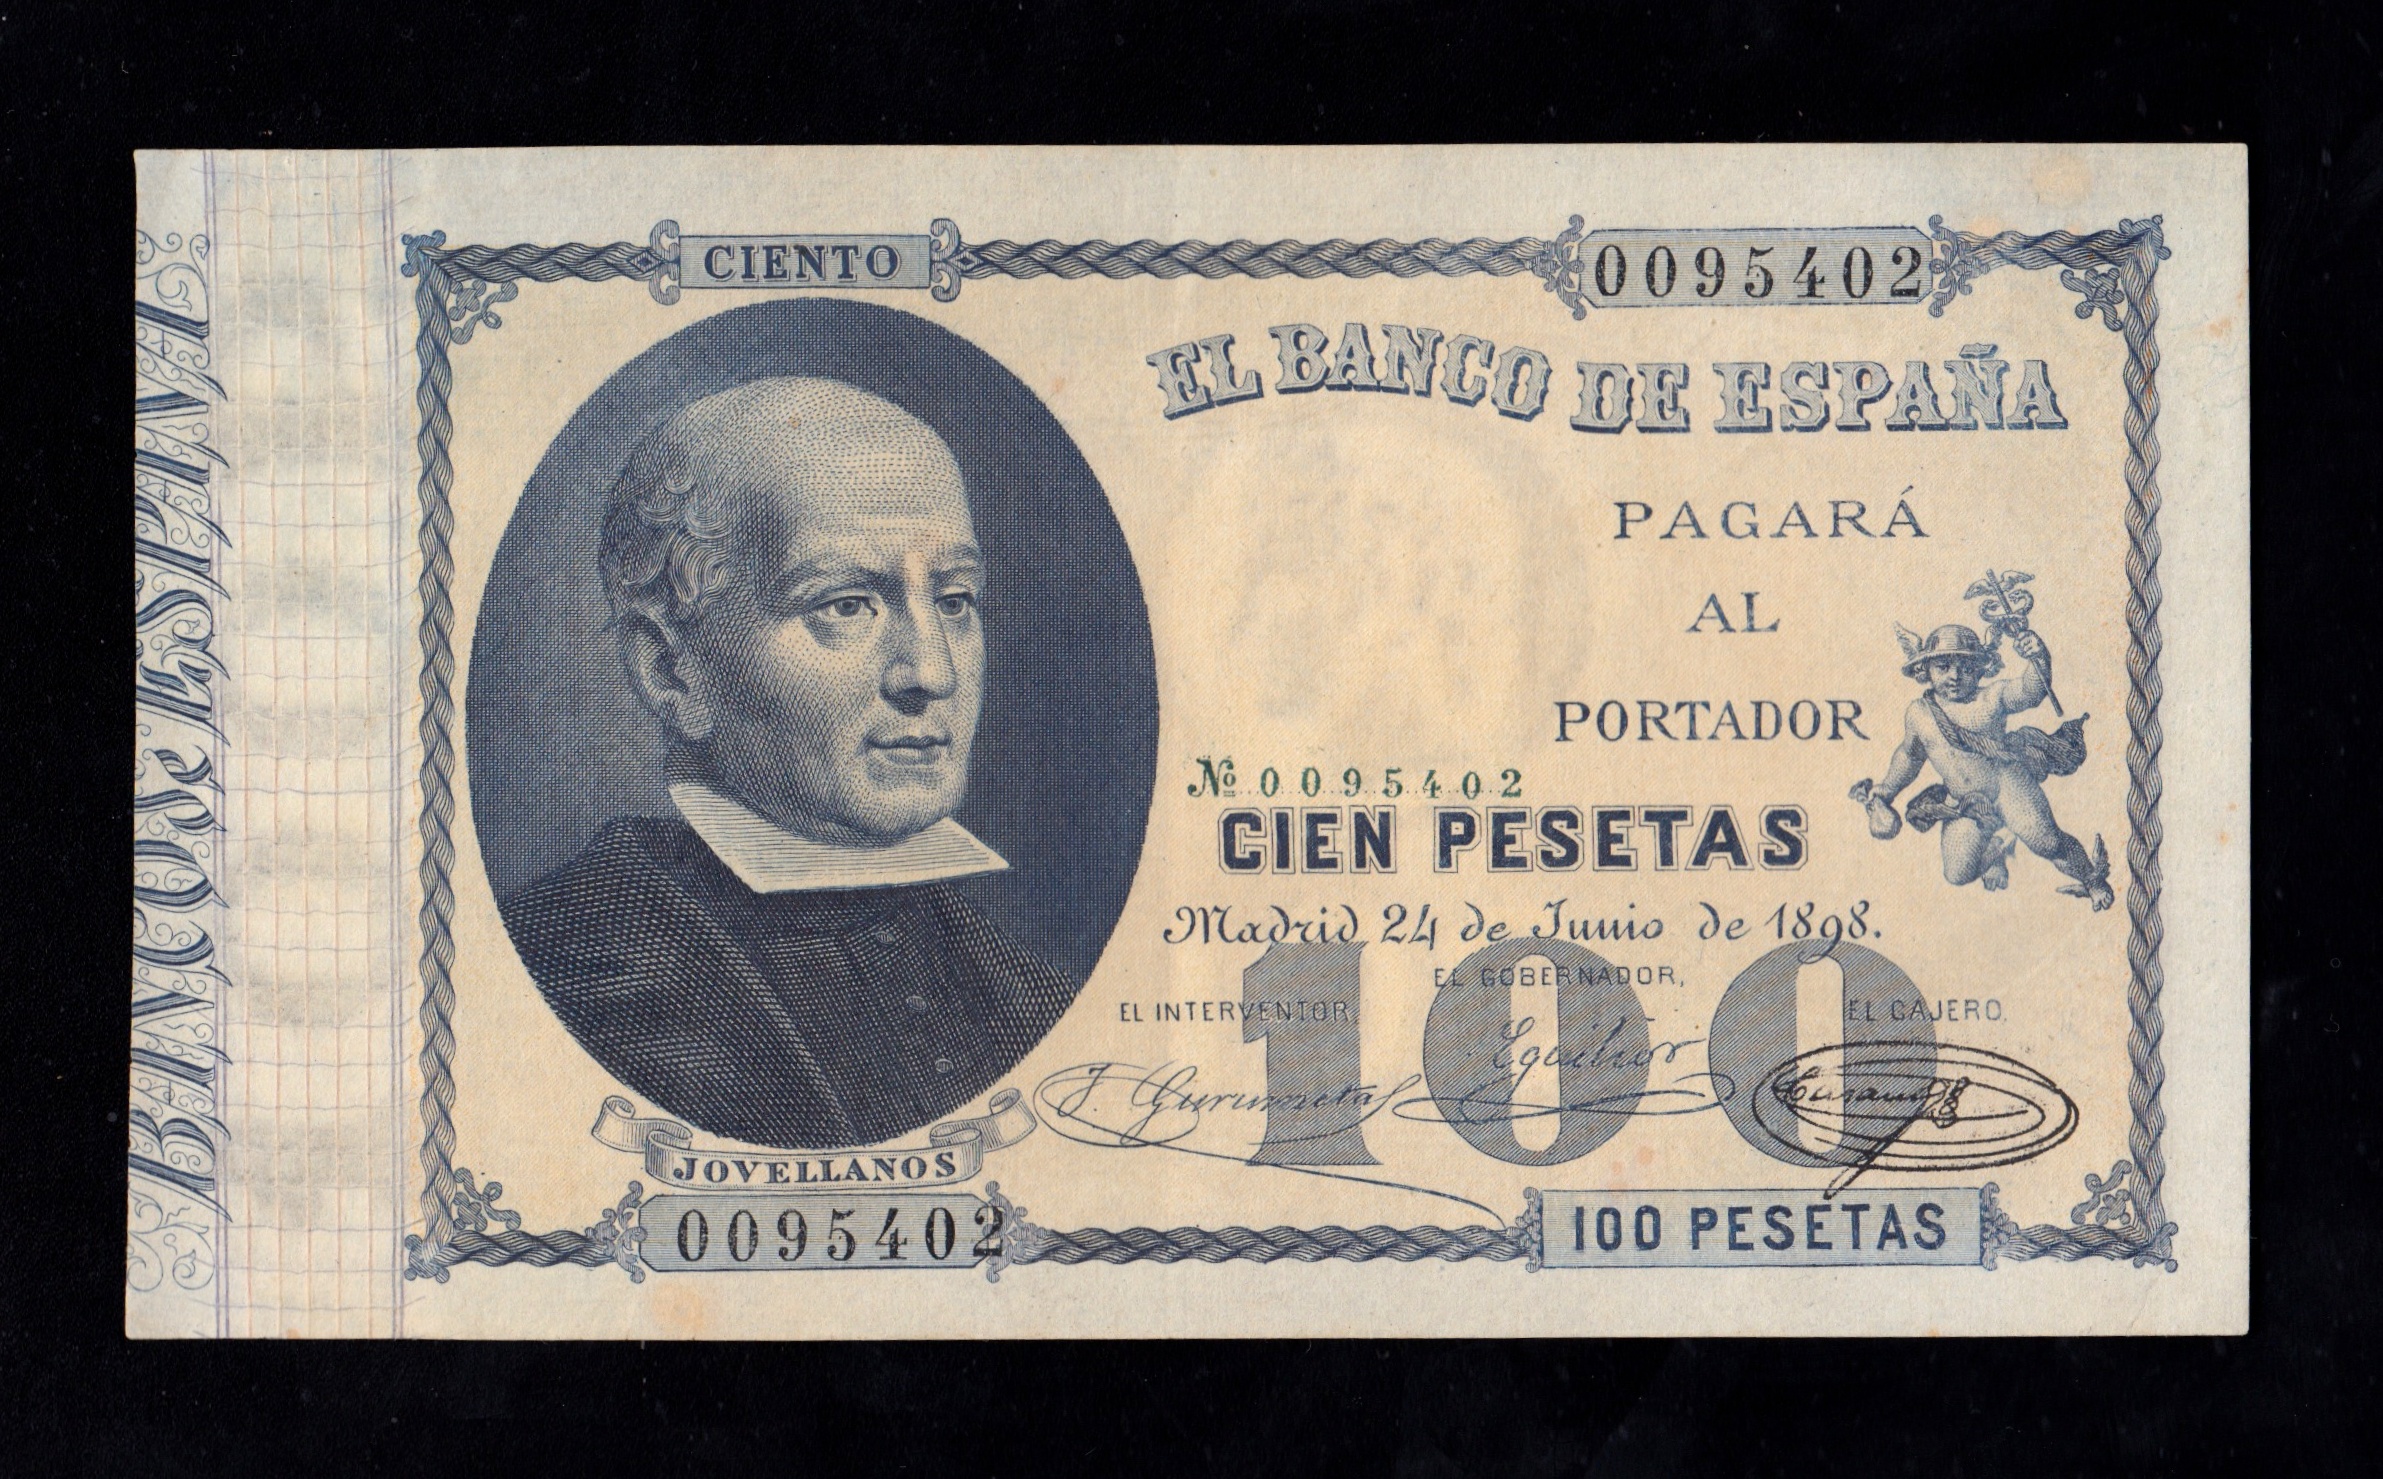 BANCO DE ESPAÑA
CIENTO
0095402
EL BANCO DE ESPAÑA
PAGARÁ
AL
PORTADOR
No 0095402
CIEN PESETAS
Madrid 24 de Junio de 1898.
100
EL GOBERNADOR,
EL INTERVENTOR,
EL CAJERO,
JOVELLANOS
0095402
100 PESETAS